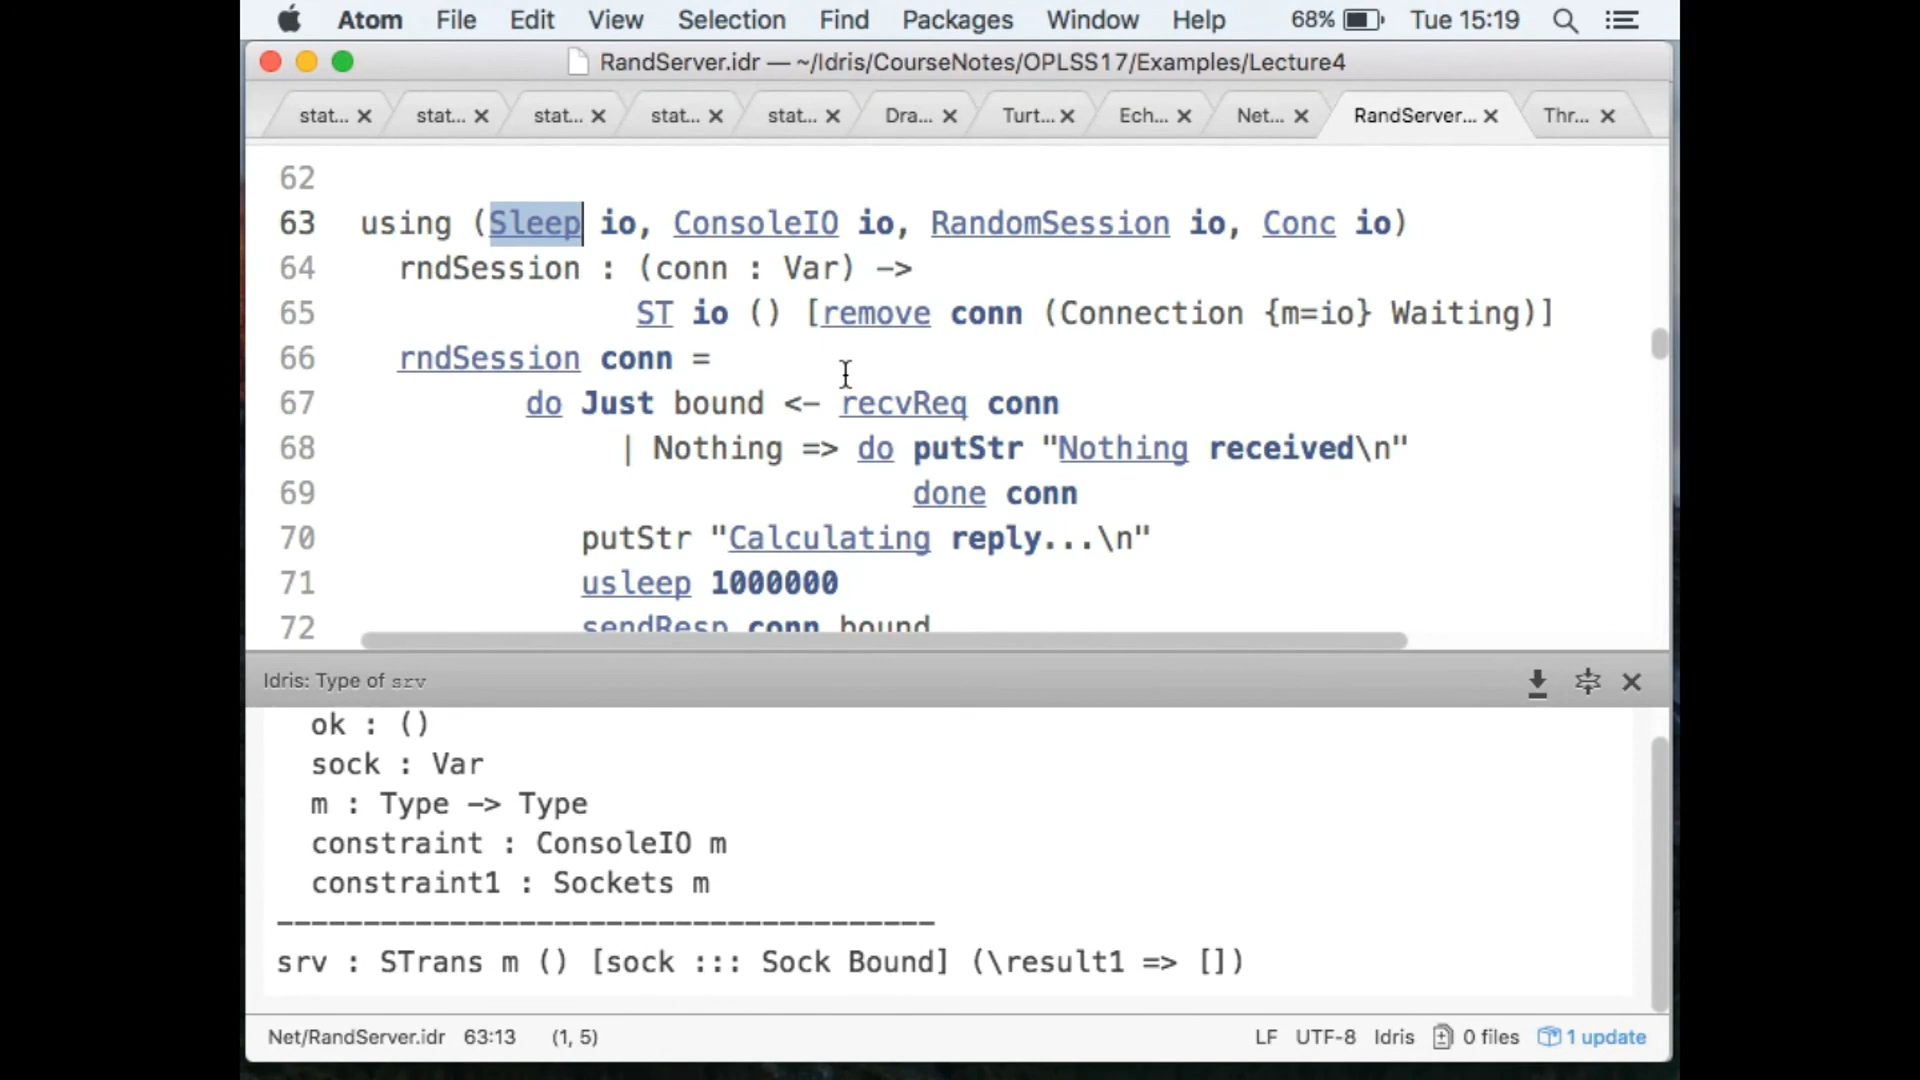 Atom File Edit View Selection Find Packages Window Help 68% Tue 15:19
RandServer.idr — ~/Idris/CourseNotes/OPLSS17/Examples/Lecture4
stat... stat... stat... stat... stat... Dra... Turt... Ech... Net... RandServer... Thr...
62
63 using (Sleep io, ConsoleIO io, RandomSession io, Conc io)
64 rndSession : (conn : Var) ->
65 ST io () [remove conn (Connection {m=io} Waiting)]
66 rndSession conn =
67 do Just bound <- recvReq conn
68 | Nothing => do putStr "Nothing received\n"
69 done conn
70 putStr "Calculating reply...\n"
71 usleep 1000000
72 sendResp conn bound
Idris: Type of srv
ok : ()
sock : Var
m : Type -> Type
constraint : ConsoleIO m
constraint1 : Sockets m
--------------------------------------
srv : STrans m () [sock ::: Sock Bound] (\result1 => [])
Net/RandServer.idr 63:13 (1, 5) LF UTF-8 Idris 0 files 1 update